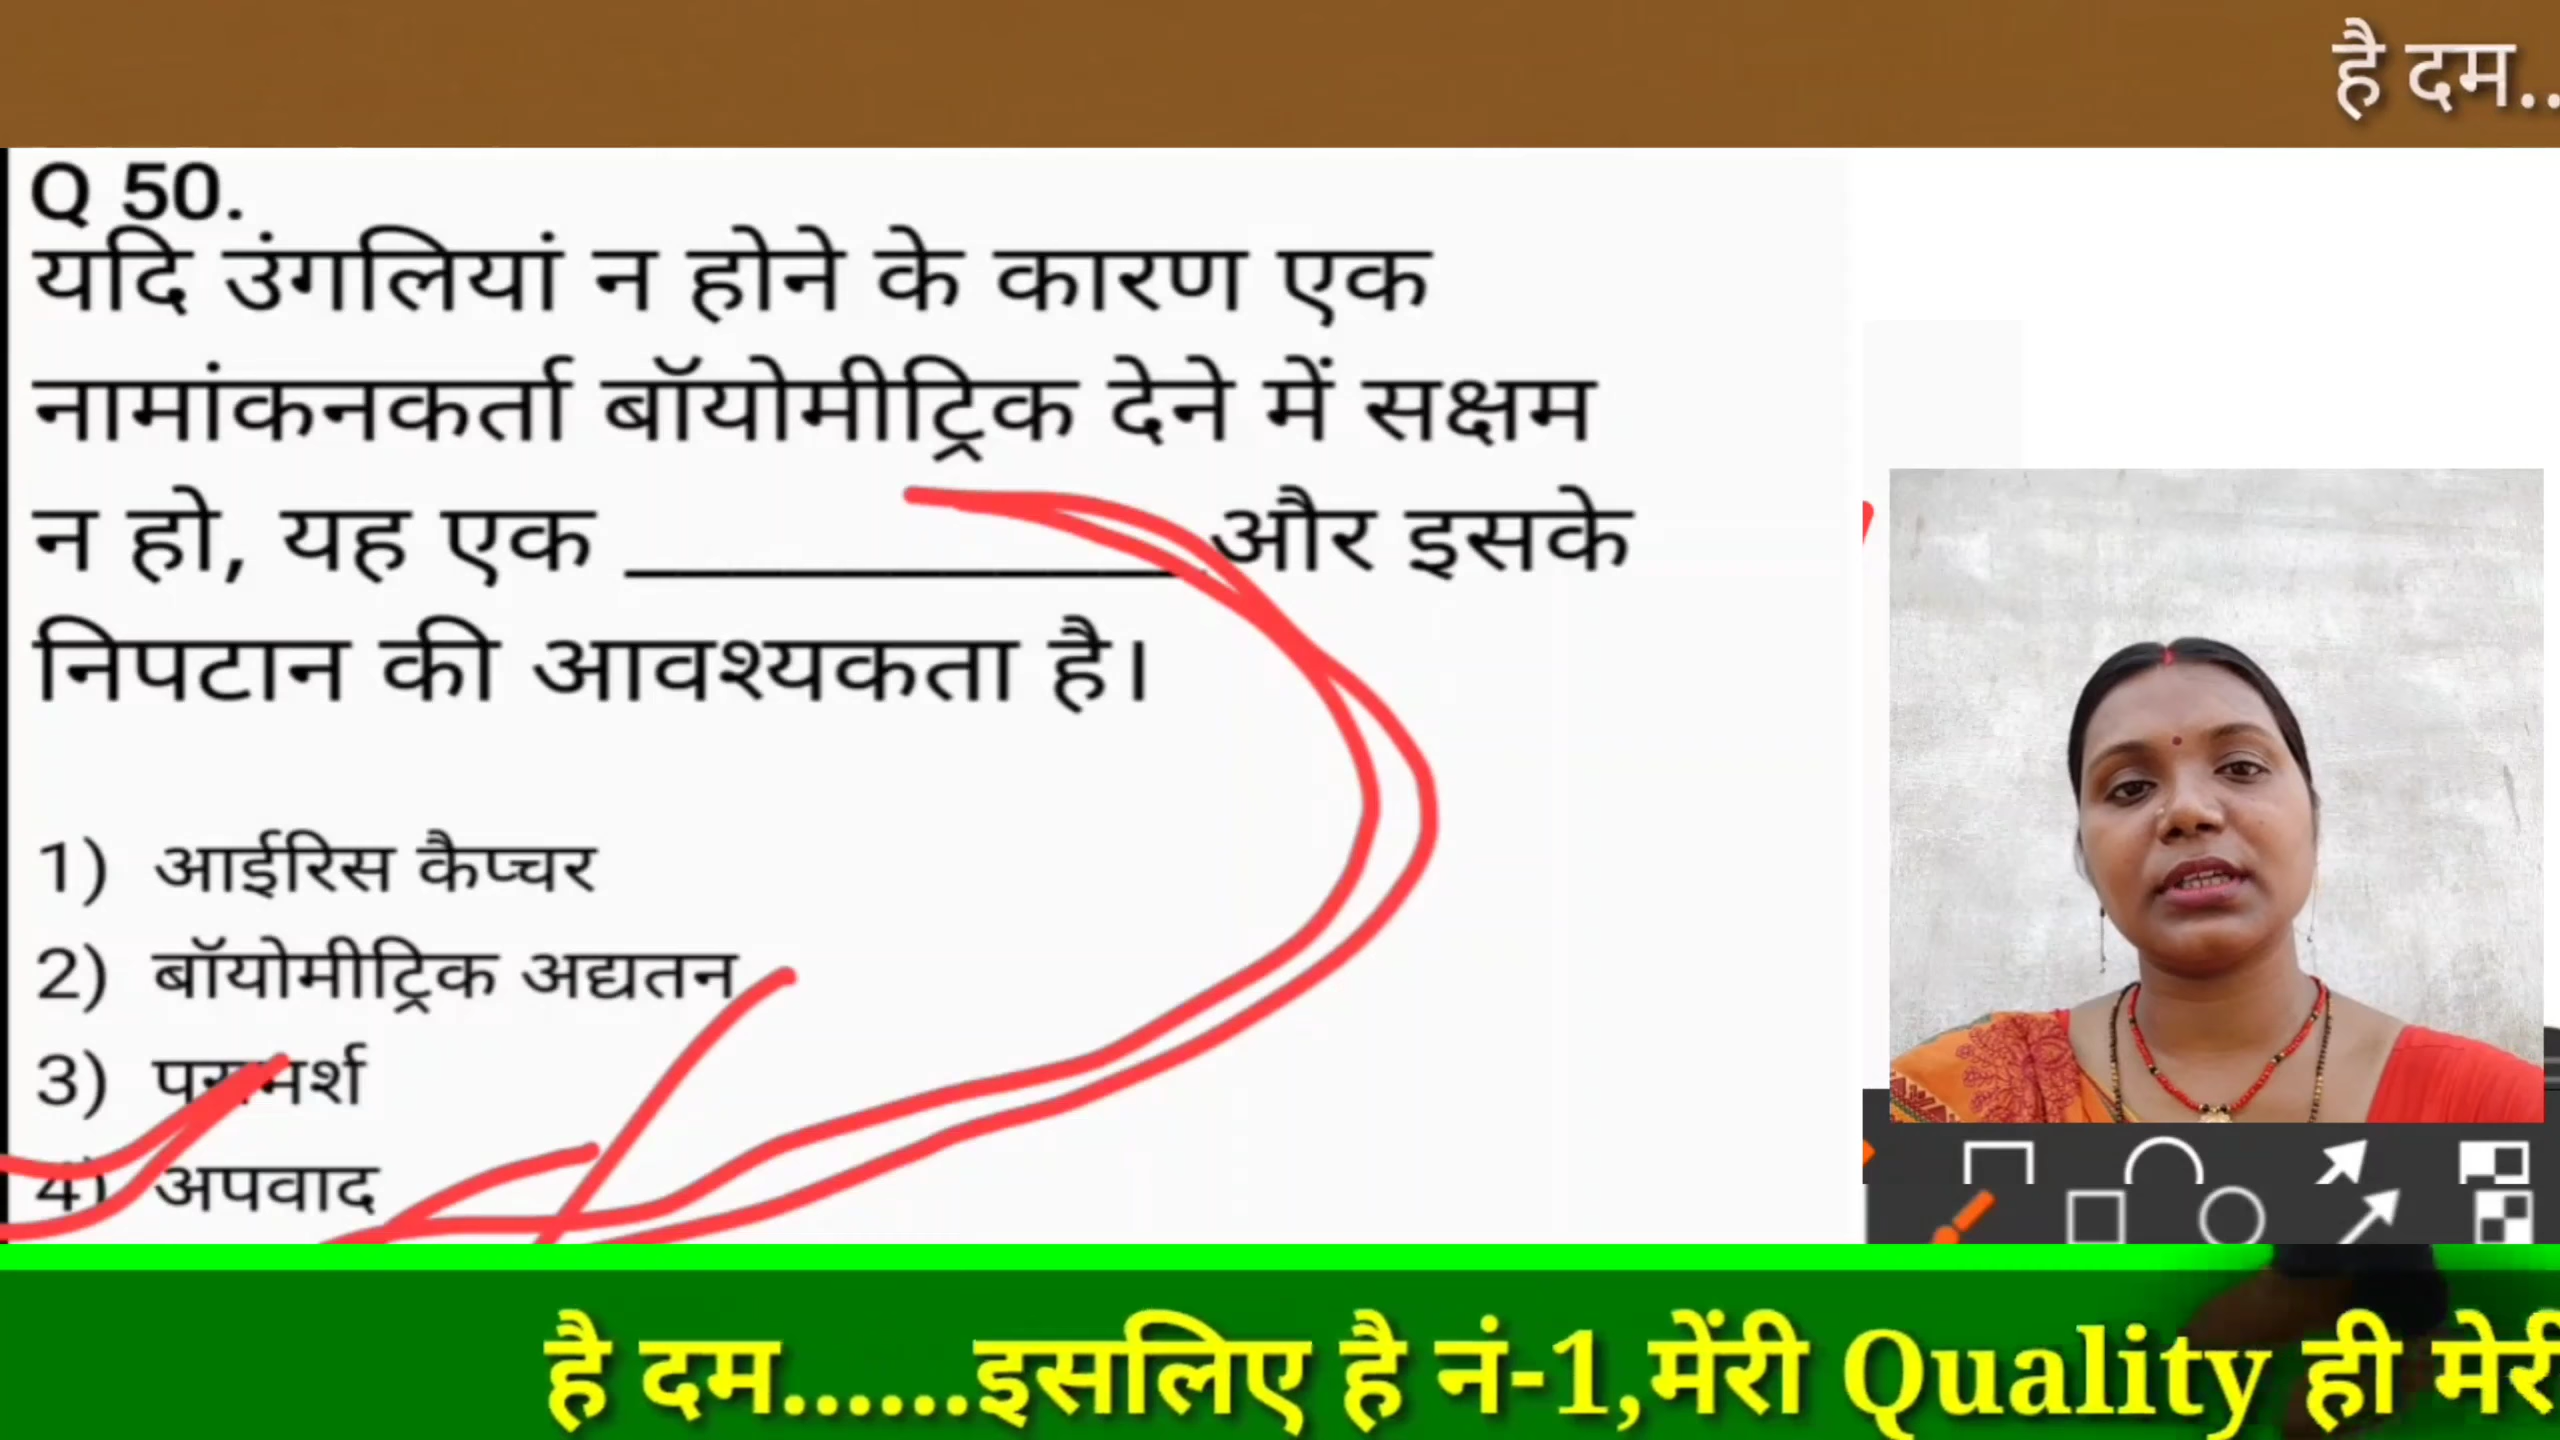 है दम..
Q 50.
यदि उंगलियां न होने के कारण एक
नामांकनकर्ता बॉयोमीट्रिक देने में सक्षम
न हो, यह एक ______________ और इसके
निपटान की आवश्यकता है।
1) आईरिस कैप्चर
2) बॉयोमीट्रिक अद्यतन
3) परामर्श
4) अपवाद
है दम......इसलिए है नं-1,मेंरी Quality ही मेरी